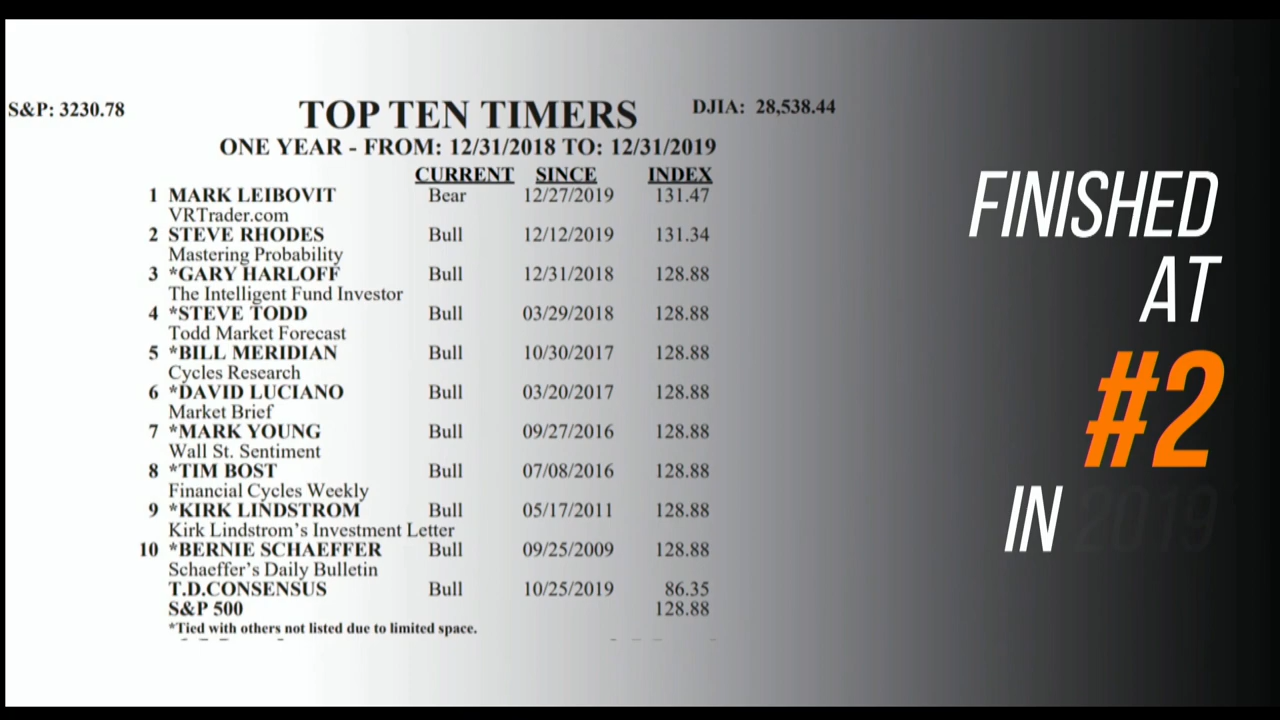 S&P: 3230.78
TOP TEN TIMERS
DJIA: 28,538.44
ONE YEAR - FROM: 12/31/2018 TO: 12/31/2019
CURRENT SINCE INDEX
1 MARK LEIBOVIT Bear 12/27/2019 131.47
VRTrader.com
2 STEVE RHODES Bull 12/12/2019 131.34
Mastering Probability
3 *GARY HARLOFF Bull 12/31/2018 128.88
The Intelligent Fund Investor
4 *STEVE TODD Bull 03/29/2018 128.88
Todd Market Forecast
5 *BILL MERIDIAN Bull 10/30/2017 128.88
Cycles Research
6 *DAVID LUCIANO Bull 03/20/2017 128.88
Market Brief
7 *MARK YOUNG Bull 09/27/2016 128.88
Wall St. Sentiment
8 *TIM BOST Bull 07/08/2016 128.88
Financial Cycles Weekly
9 *KIRK LINDSTROM Bull 05/17/2011 128.88
Kirk Lindstrom's Investment Letter
10 *BERNIE SCHAEFFER Bull 09/25/2009 128.88
Schaeffer's Daily Bulletin
T.D.CONSENSUS Bull 10/25/2019 86.35
S&P 500 128.88
*Tied with others not listed due to limited space.
FINISHED
AT
#2
IN 2019